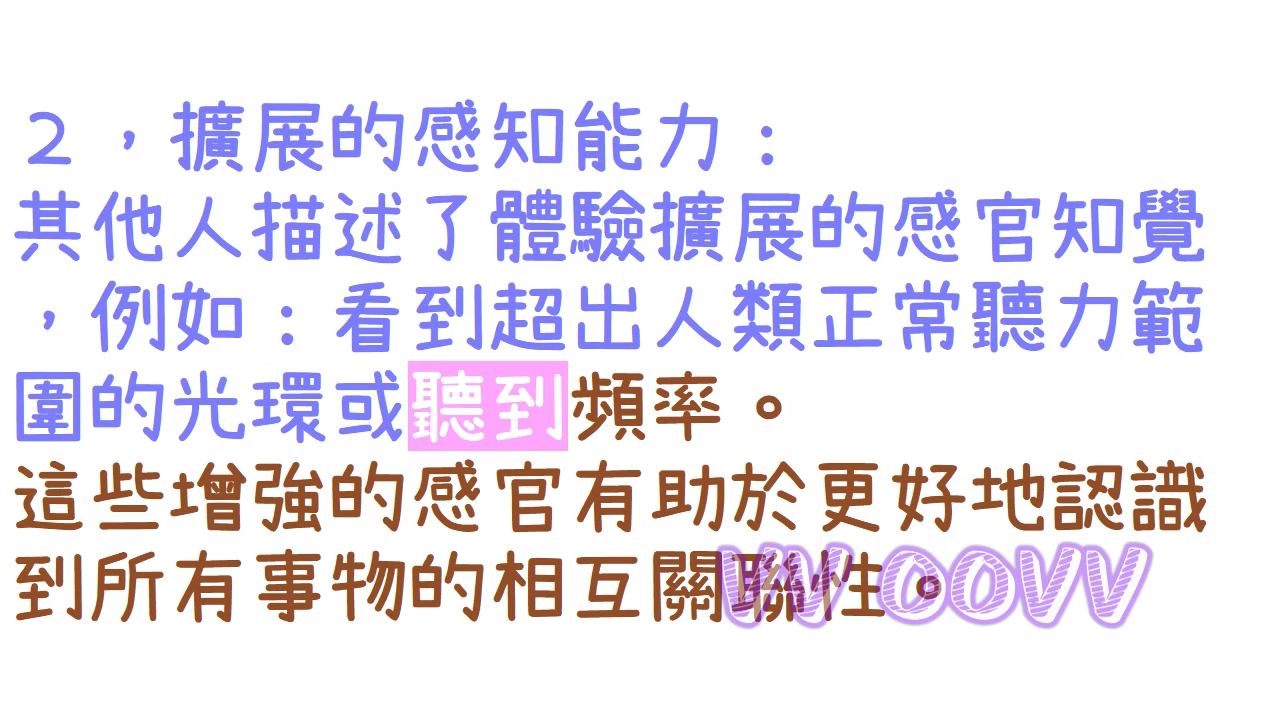 ２，擴展的感知能力：
其他人描述了體驗擴展的感官知覺
，例如：看到超出人類正常聽力範
圍的光環或聽到頻率。
這些增強的感官有助於更好地認識
到所有事物的相互關聯性。
VV OOVV